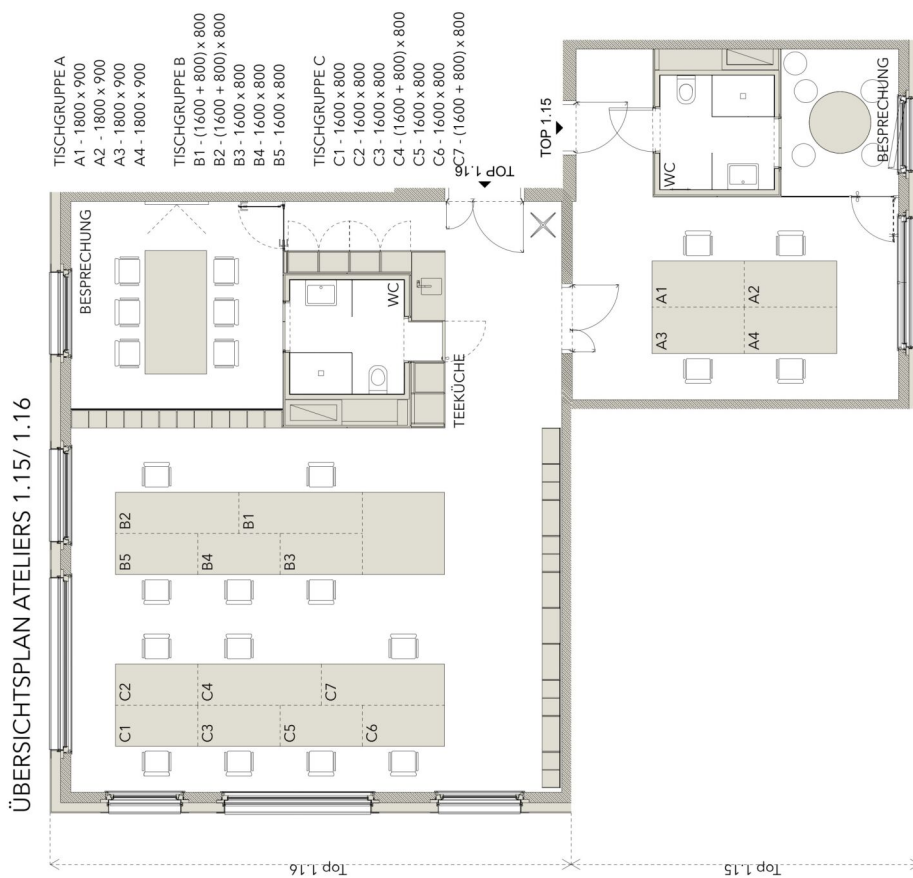 ÜBERSICHTSPLAN ATELIERS 1.15/ 1.16
TISCHGRUPPE A
A1 - 1800 x 900
A2 - 1800 x 900
A3 - 1800 x 900
A4 - 1800 x 900
TISCHGRUPPE B
B1 - (1600 + 800) x 800
B2 - (1600 + 800) x 800
B3 - 1600 x 800
B4 - 1600 x 800
B5 - 1600 x 800
TISCHGRUPPE C
C1 - 1600 x 800
C2 - 1600 x 800
C3 - 1600 x 800
C4 - (1600 + 800) x 800
C5 - 1600 x 800
C6 - 1600 x 800
C7 - (1600 + 800) x 800
BESPRECHUNG
WC
TEEKÜCHE
TOP 1.16
TOP 1.15
WC
BESPRECHUNG
B2
B1
B5
B4
B3
C2
C4
C7
C1
C3
C5
C6
A1
A2
A3
A4
Top 1.16
Top 1.15